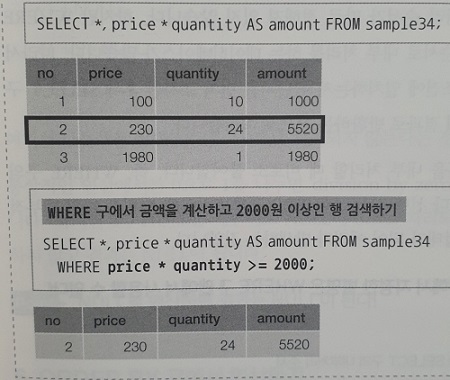 SELECT *, price * quantity AS amount FROM sample34;
no price quantity amount
1 100 10 1000
2 230 24 5520
3 1980 1 1980
WHERE 구에서 금액을 계산하고 2000원 이상인 행 검색하기
SELECT *, price * quantity AS amount FROM sample34
WHERE price * quantity >= 2000;
no price quantity amount
2 230 24 5520